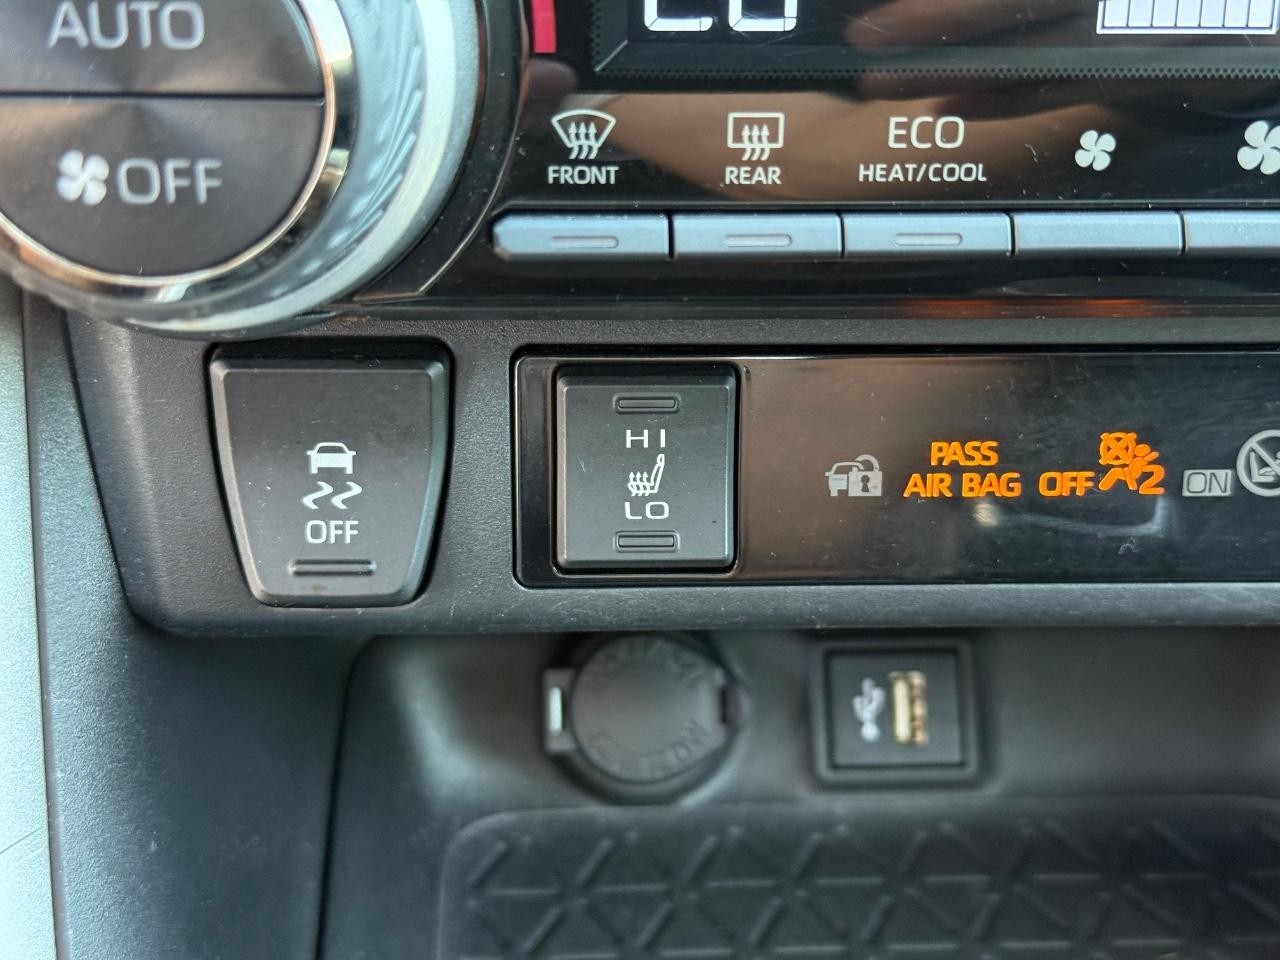 AUTO
OFF
FRONT
REAR
ECO
HEAT/COOL
OFF
HI
LO
PASS
AIR BAG OFF 2
ON